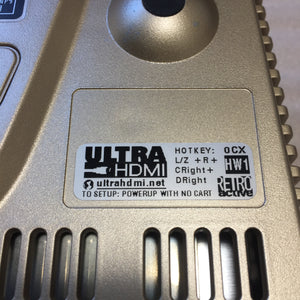 ULTRA HDMI
ultrahdmi.net
HOTKEY: 0CX
L/Z +R+
CRight+
DRight
HW1
RETRO active
TO SETUP: POWERUP WITH NO CART